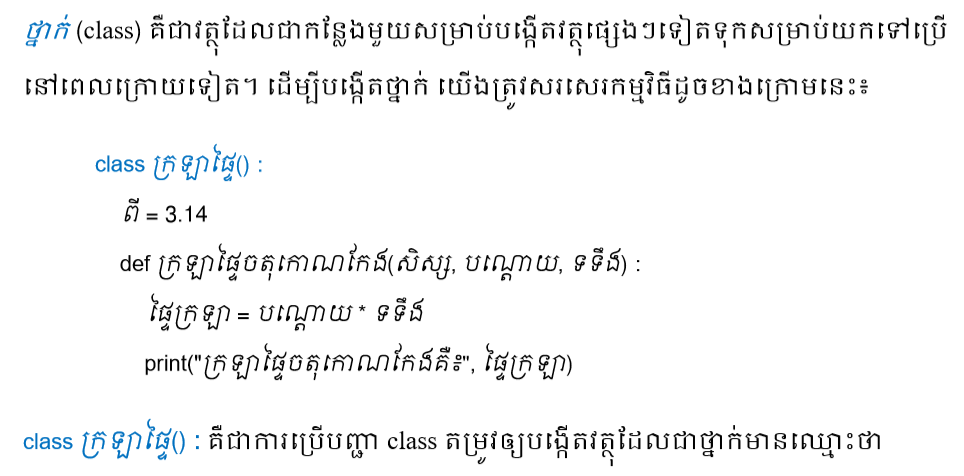 ថ្នាក់ (class) គឺជាវត្ថុដែលជាកន្លែងមួយសម្រាប់បង្កើតវត្ថុផ្សេងៗទៀតទុកសម្រាប់យកទៅប្រើ
នៅពេលក្រោយទៀត។ ដើម្បីបង្កើតថ្នាក់ យើងត្រូវសរសេរកម្មវិធីដូចខាងក្រោមនេះ៖
class ក្រឡាផ្ទៃ() :
ពី = 3.14
def ក្រឡាផ្ទៃចតុកោណកែង(សិស្ស, បណ្តោយ, ទទឹង) :
ផ្ទៃក្រឡា = បណ្តោយ * ទទឹង
print("ក្រឡាផ្ទៃចតុកោណកែងគឺ៖", ផ្ទៃក្រឡា)
class ក្រឡាផ្ទៃ() : គឺជាការប្រើបញ្ជា class តម្រូវឲ្យបង្កើតវត្ថុដែលជាថ្នាក់មានឈ្មោះថា